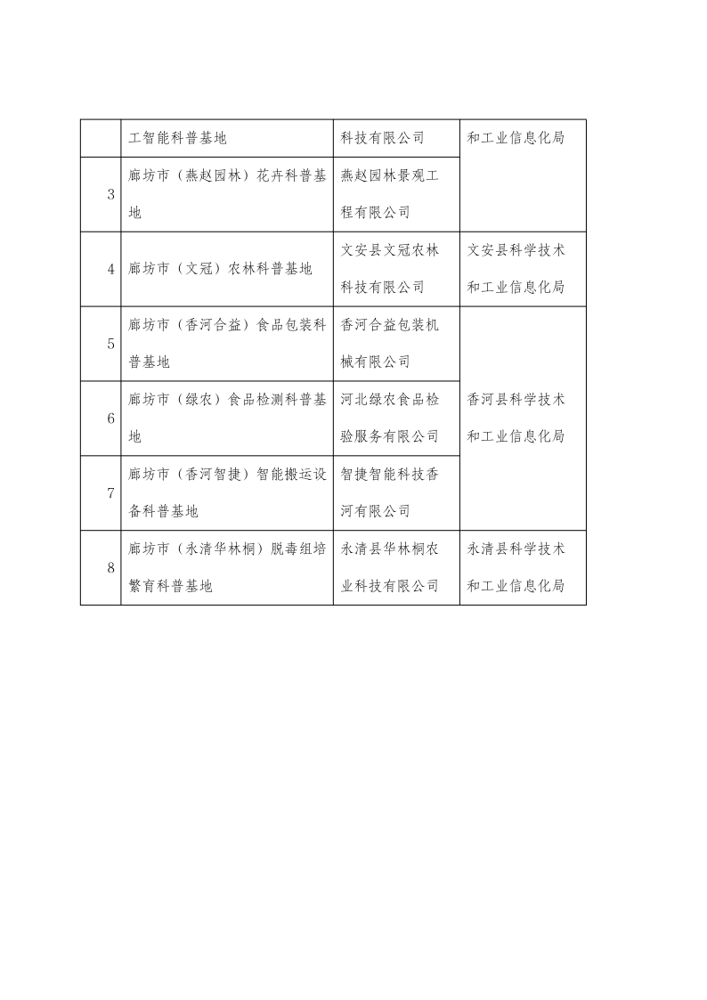 工智能科普基地
科技有限公司
和工业信息化局
3
廊坊市（燕赵园林）花卉科普基
地
燕赵园林景观工
程有限公司
4
廊坊市（文冠）农林科普基地
文安县文冠农林
科技有限公司
文安县科学技术
和工业信息化局
5
廊坊市（香河合益）食品包装科
普基地
香河合益包装机
械有限公司
香河县科学技术
和工业信息化局
6
廊坊市（绿农）食品检测科普基
地
河北绿农食品检
验服务有限公司
7
廊坊市（香河智捷）智能搬运设
备科普基地
智捷智能科技香
河有限公司
8
廊坊市（永清华林桐）脱毒组培
繁育科普基地
永清县华林桐农
业科技有限公司
永清县科学技术
和工业信息化局